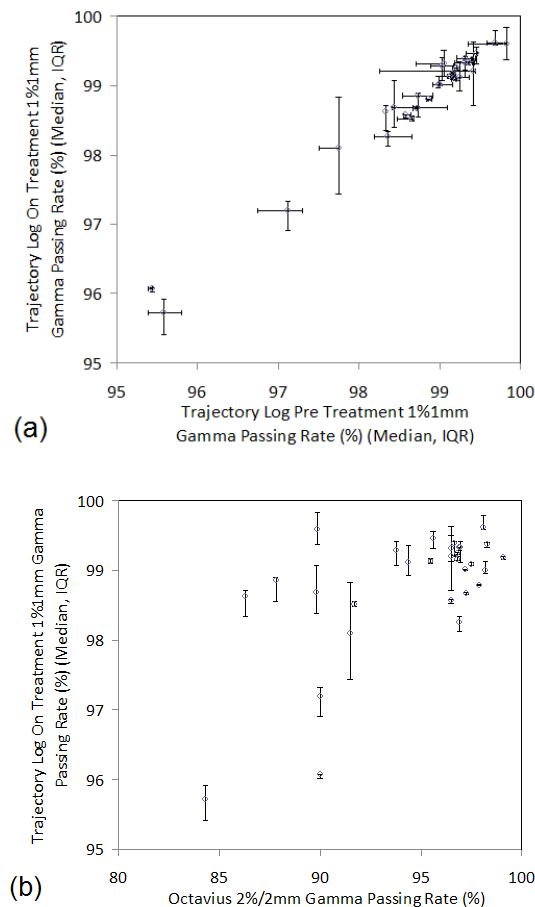 Trajectory Log On Treatment 1%1mm
Gamma Passing Rate (%) (Median, IQR)
100
99
98
97
96
95
95 96 97 98 99 100
Trajectory Log Pre Treatment 1%1mm
Gamma Passing Rate (%) (Median, IQR)
(a)
Trajectory Log On Treatment 1%1mm Gamma
Passing Rate (%) (Median, IQR)
100
99
98
97
96
95
80 85 90 95 100
Octavius 2%/2mm Gamma Passing Rate (%)
(b)